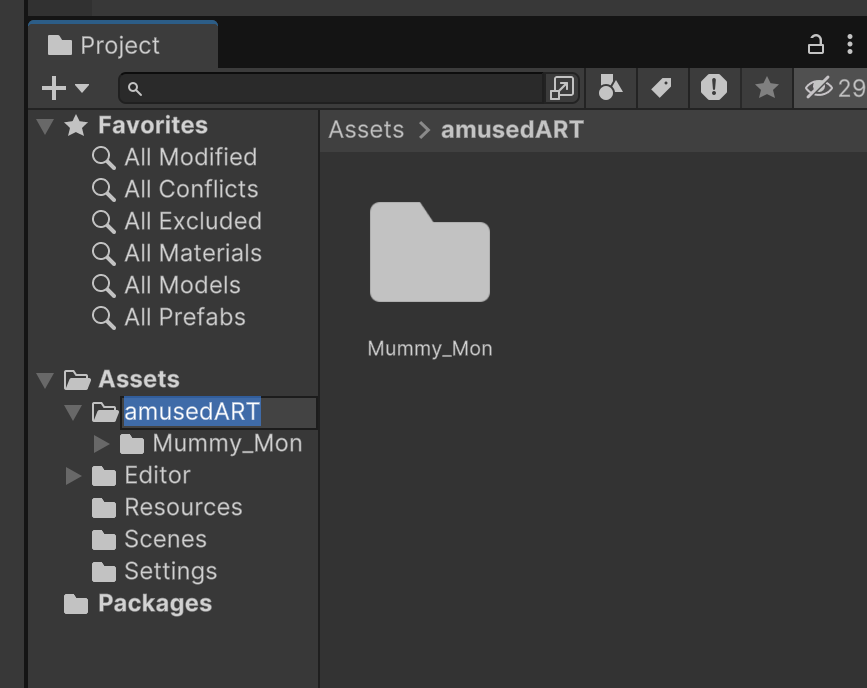 Project
29
Favorites
All Modified
All Conflicts
All Excluded
All Materials
All Models
All Prefabs
Assets
amusedART
Mummy_Mon
Editor
Resources
Scenes
Settings
Packages
Assets > amusedART
Mummy_Mon